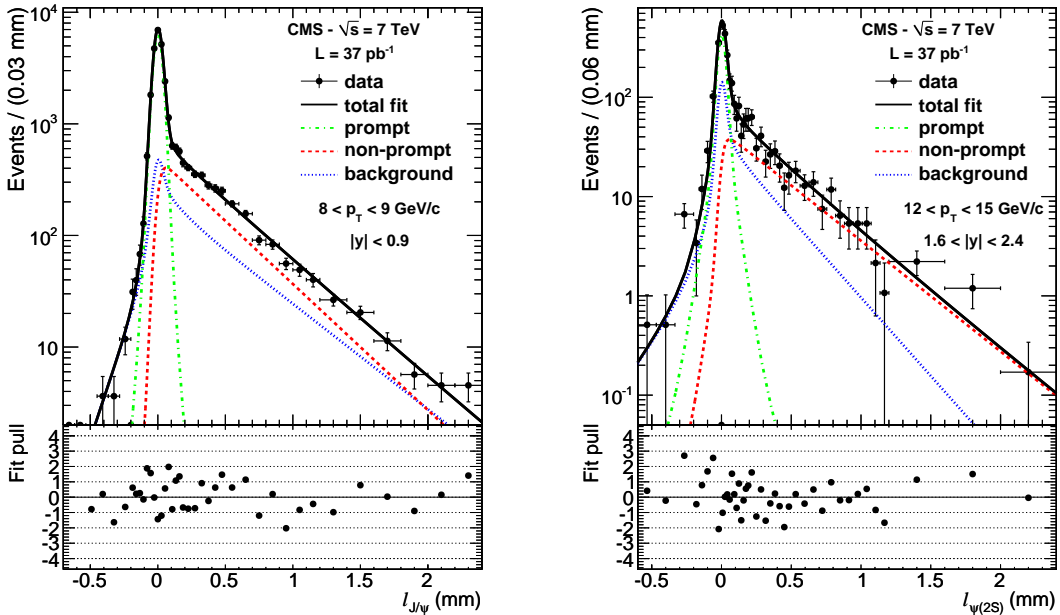 CMS - √s = 7 TeV
L = 37 pb⁻¹
data
total fit
prompt
non-prompt
background
8 < p_T < 9 GeV/c
|y| < 0.9
Events / (0.03 mm)
10⁴
10³
10²
10
Fit pull
4
3
2
1
0
-1
-2
-3
-4
-0.5 0 0.5 1 1.5 2
l_J/ψ (mm)
CMS - √s = 7 TeV
L = 37 pb⁻¹
data
total fit
prompt
non-prompt
background
12 < p_T < 15 GeV/c
1.6 < |y| < 2.4
Events / (0.06 mm)
10²
10
1
10⁻¹
Fit pull
4
3
2
1
0
-1
-2
-3
-4
-0.5 0 0.5 1 1.5 2
l_ψ(2S) (mm)